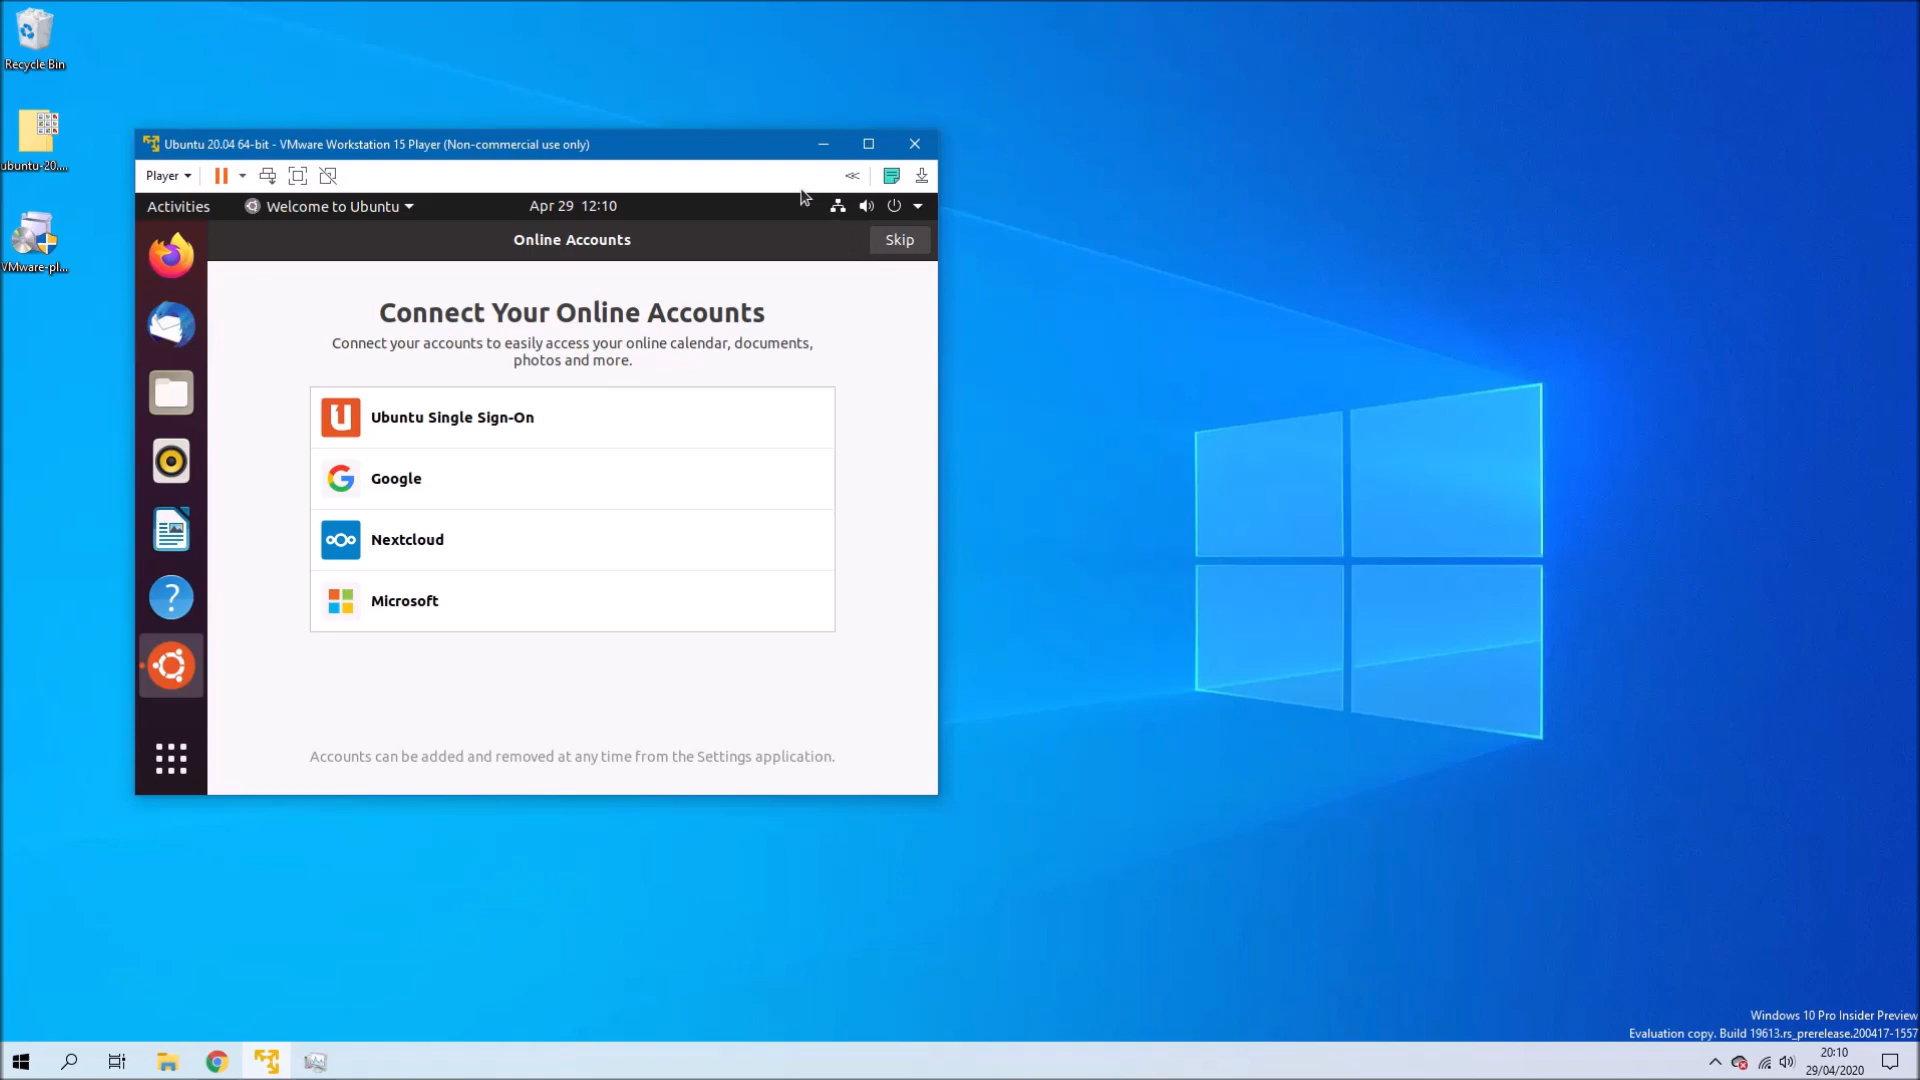 Recycle Bin
ubuntu-20....
VMware-pl...
Ubuntu 20.04 64-bit - VMware Workstation 15 Player (Non-commercial use only)
Player
Activities
Welcome to Ubuntu
Apr 29 12:10
Online Accounts
Skip
Connect Your Online Accounts
Connect your accounts to easily access your online calendar, documents,
photos and more.
Ubuntu Single Sign-On
Google
Nextcloud
Microsoft
Accounts can be added and removed at any time from the Settings application.
Windows 10 Pro Insider Preview
Evaluation copy. Build 19613.rs_prerelease.200417-1557
20:10
29/04/2020